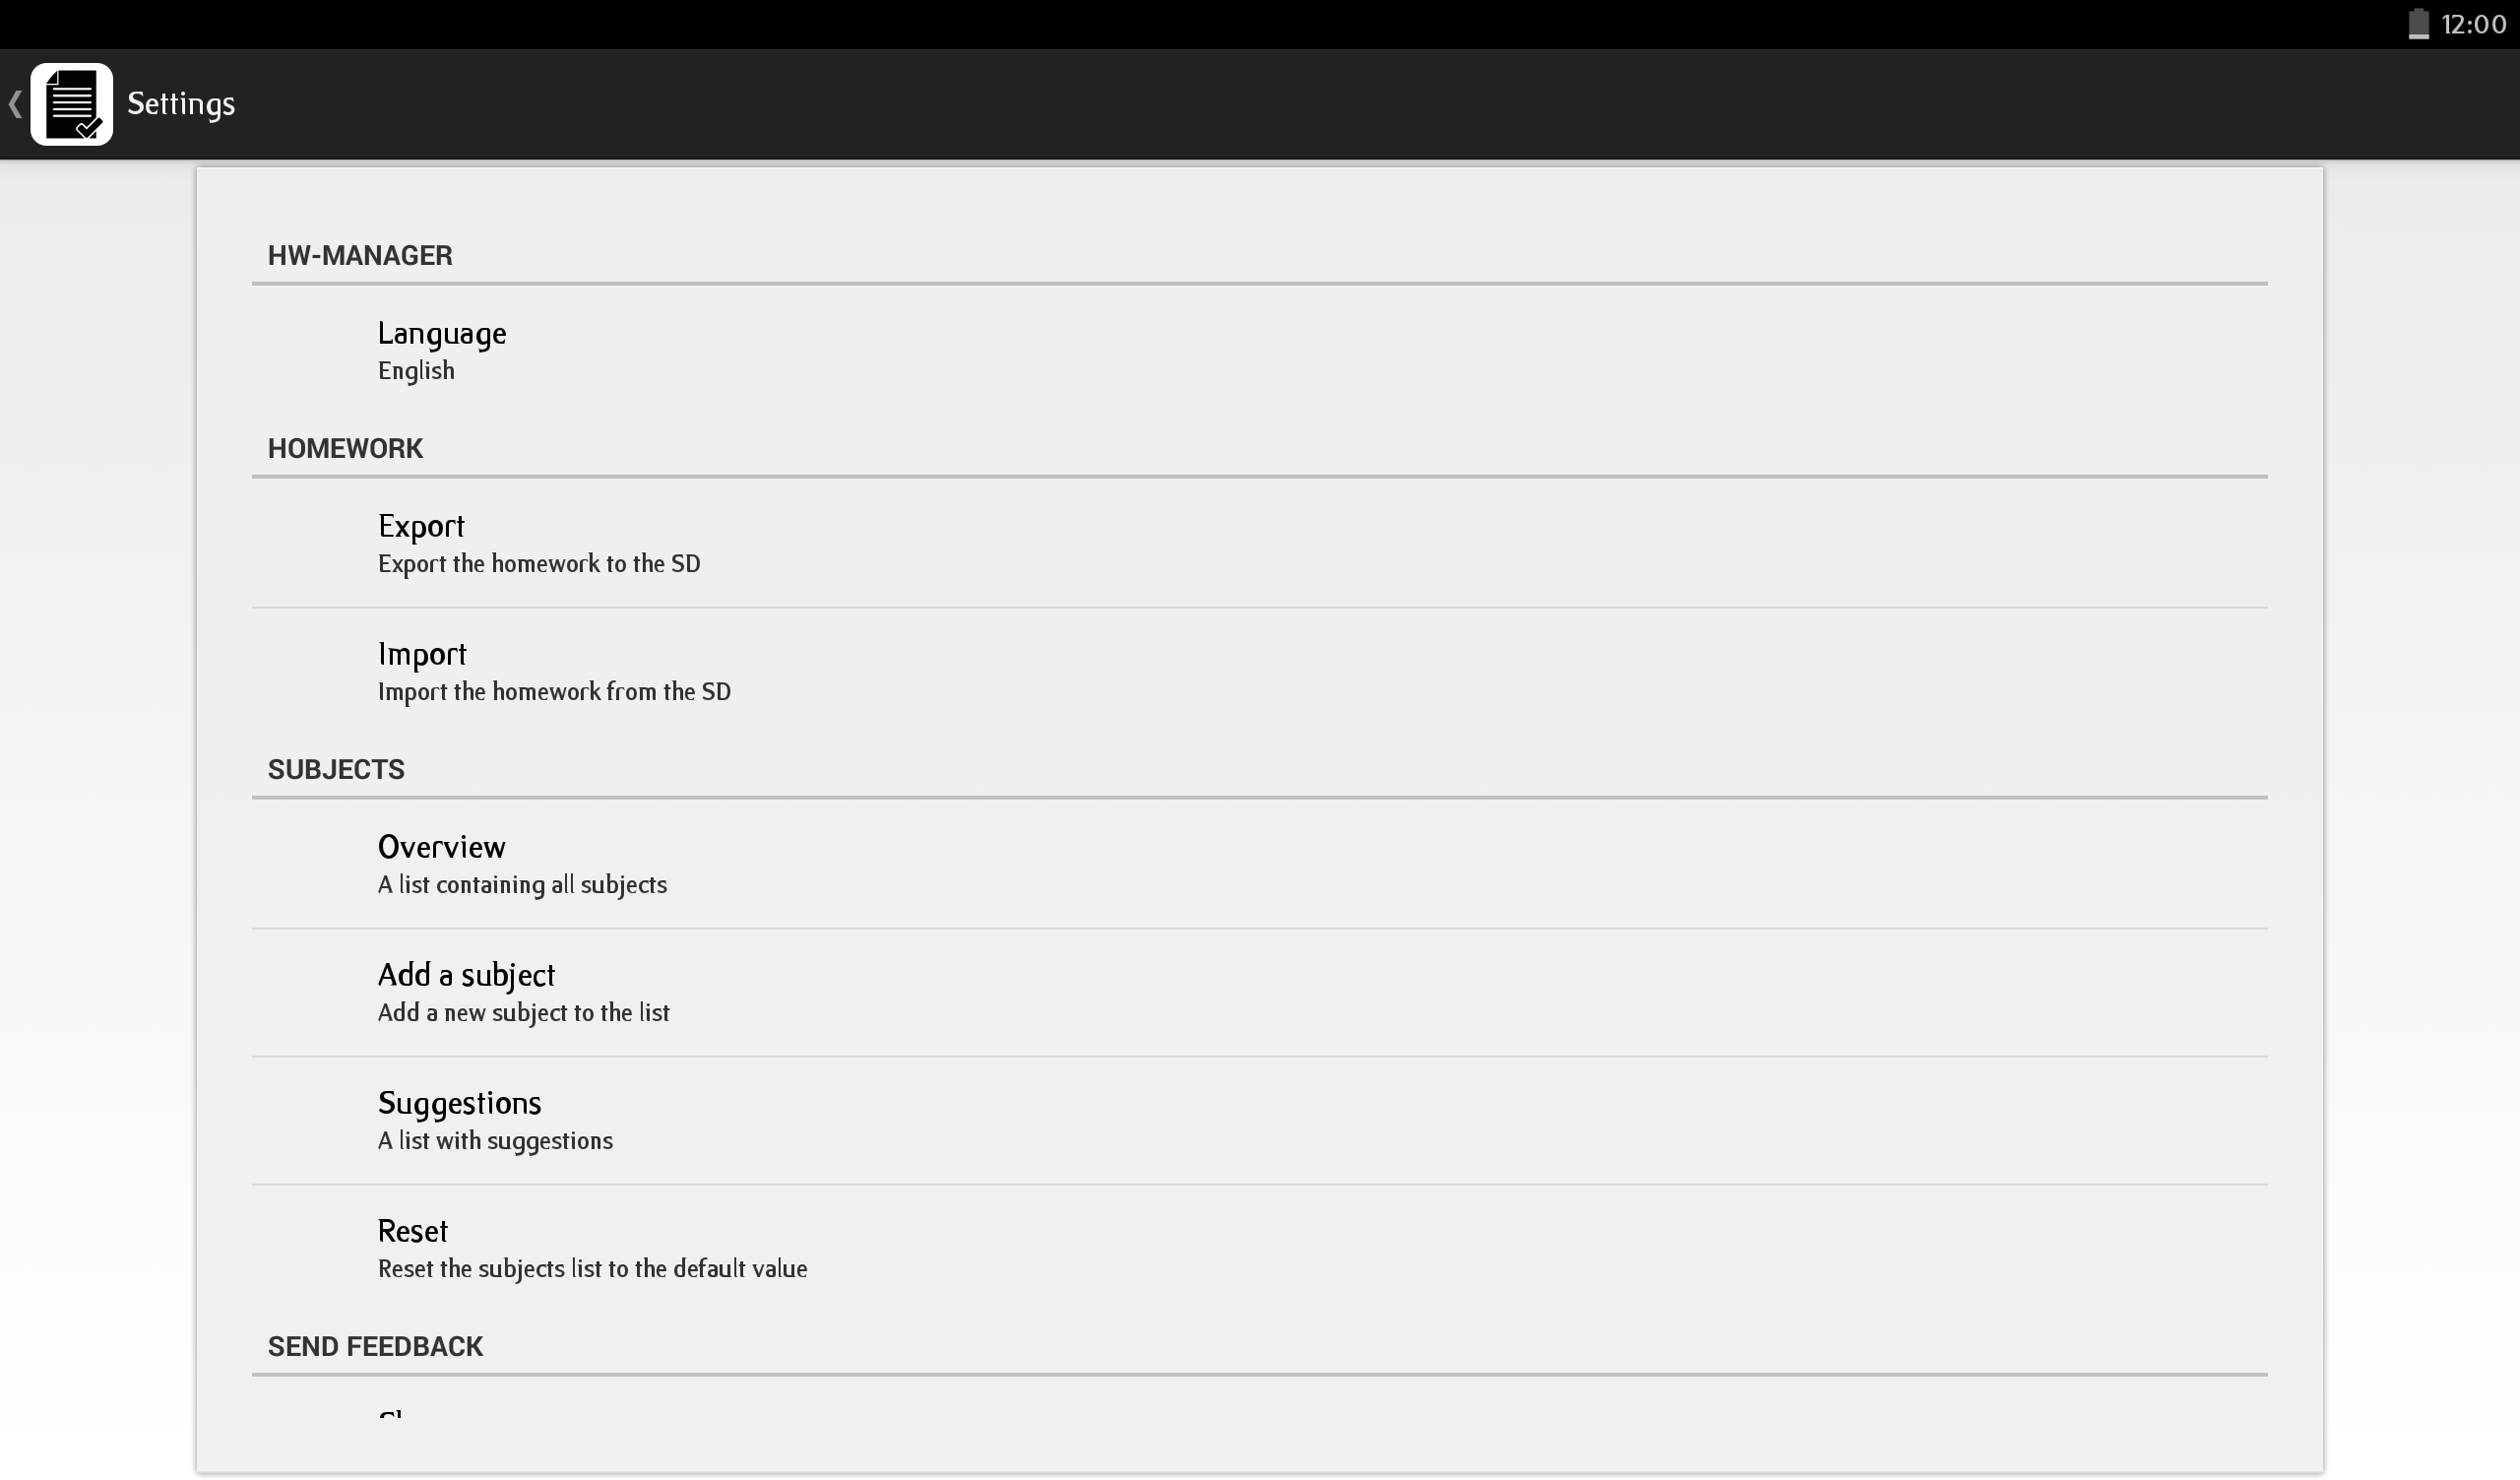 12:00
Settings
HW-MANAGER
Language
English
HOMEWORK
Export
Export the homework to the SD
Import
Import the homework from the SD
SUBJECTS
Overview
A list containing all subjects
Add a subject
Add a new subject to the list
Suggestions
A list with suggestions
Reset
Reset the subjects list to the default value
SEND FEEDBACK